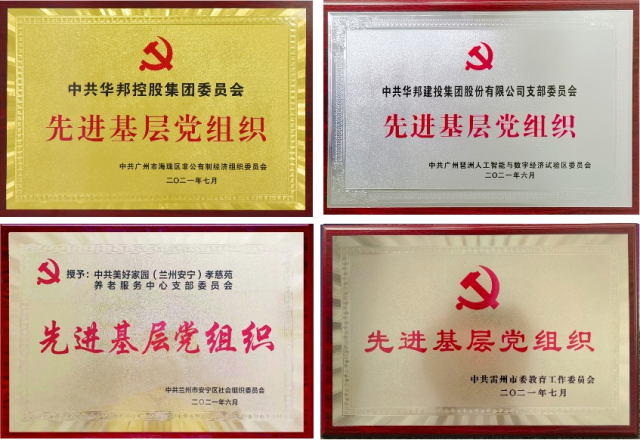 中共华邦控股集团委员会
先进基层党组织
中共广州市海珠区非公有制经济组织委员会
二〇二一年七月
中共华邦建投集团股份有限公司支部委员会
先进基层党组织
中共广州琶洲人工智能与数字经济试验区委员会
二〇二一年六月
授予：中共美好家园（兰州安宁）孝慈苑
养老服务中心支部委员会
先进基层党组织
中共兰州市安宁区社会组织委员会
二〇二一年六月
先进基层党组织
中共雷州市委教育工作委员会
二〇二一年七月